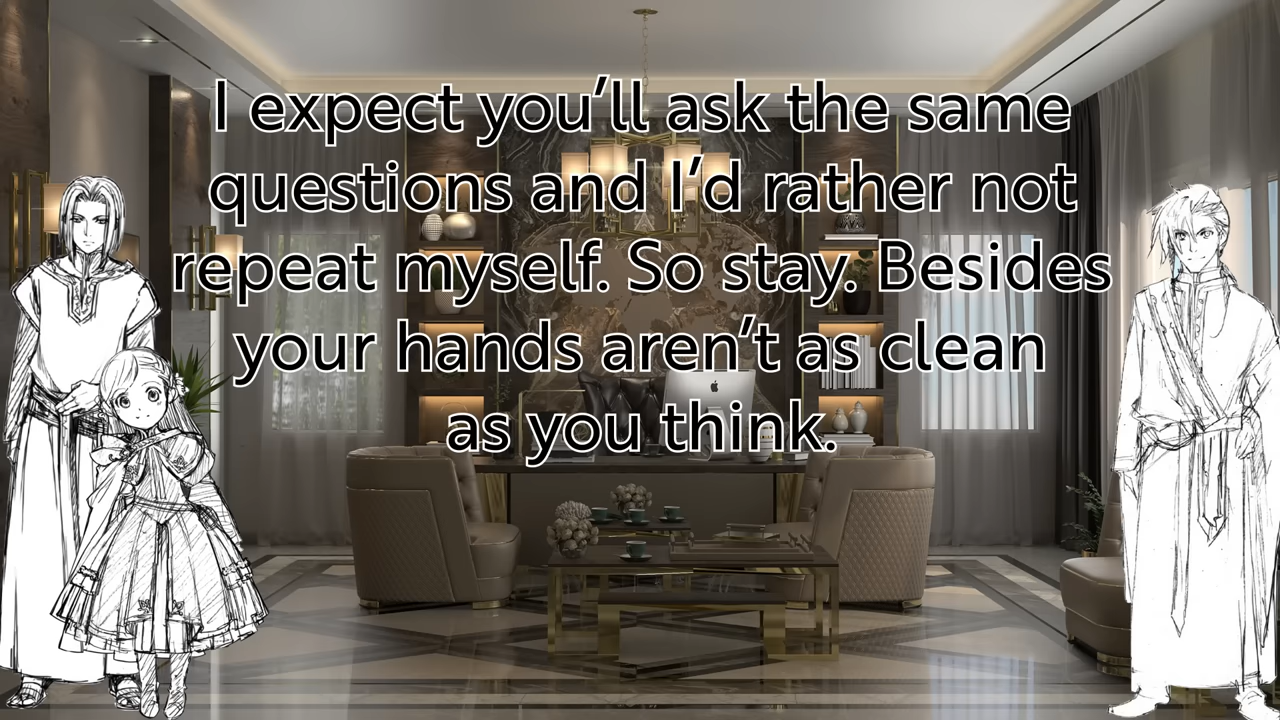 I expect you’ll ask the same
questions and I’d rather not
repeat myself. So stay. Besides
your hands aren’t as clean
as you think.